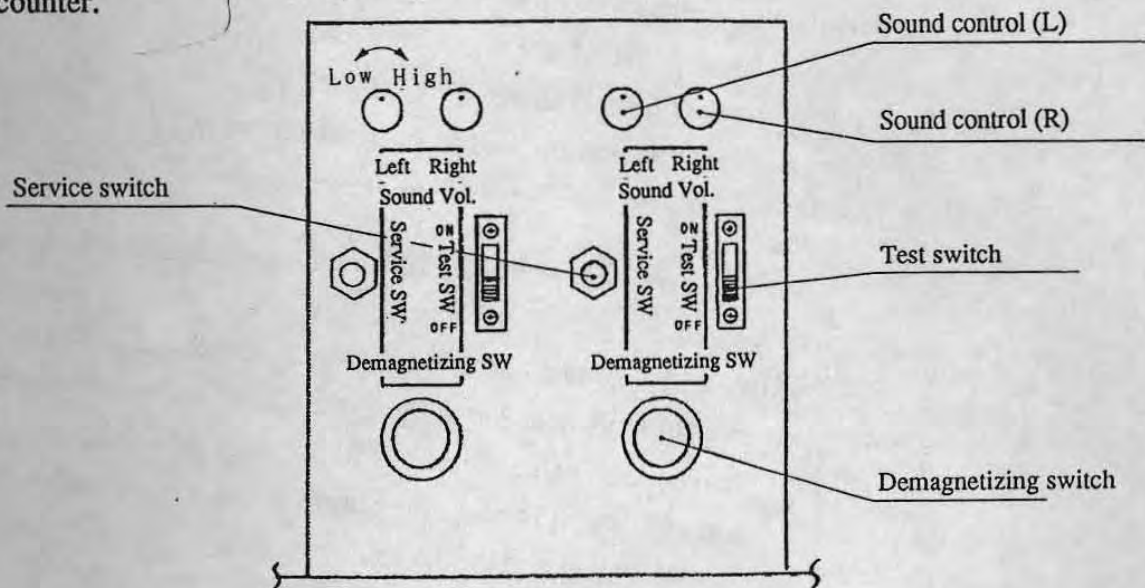 counter.
Sound control (L)
Low High
Sound control (R)
Left Right
Left Right
Service switch
Sound Vol.
Sound Vol.
Service SW
ON
Test SW
OFF
Service SW
ON
Test SW
OFF
Test switch
Demagnetizing SW
Demagnetizing SW
Demagnetizing switch